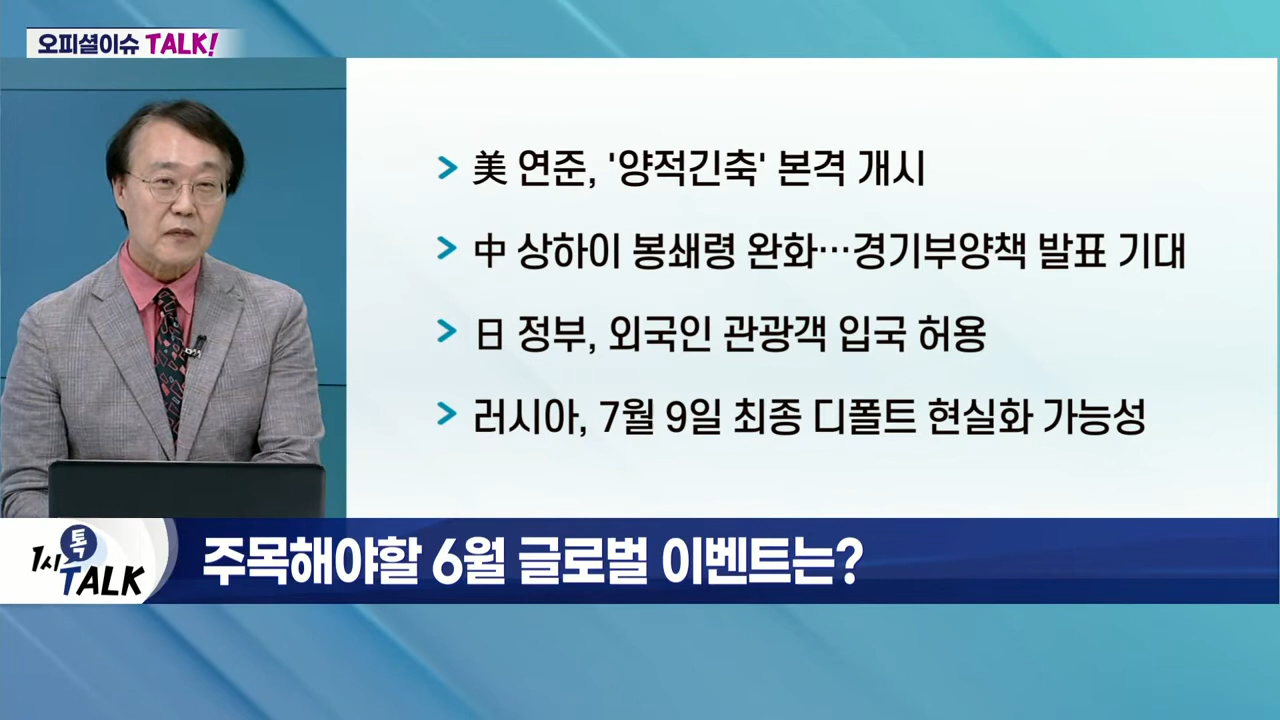 오피셜이슈 TALK!
> 美 연준, '양적긴축' 본격 개시
> 中 상하이 봉쇄령 완화…경기부양책 발표 기대
> 日 정부, 외국인 관광객 입국 허용
> 러시아, 7월 9일 최종 디폴트 현실화 가능성
1시 톡 TALK
주목해야할 6월 글로벌 이벤트는?